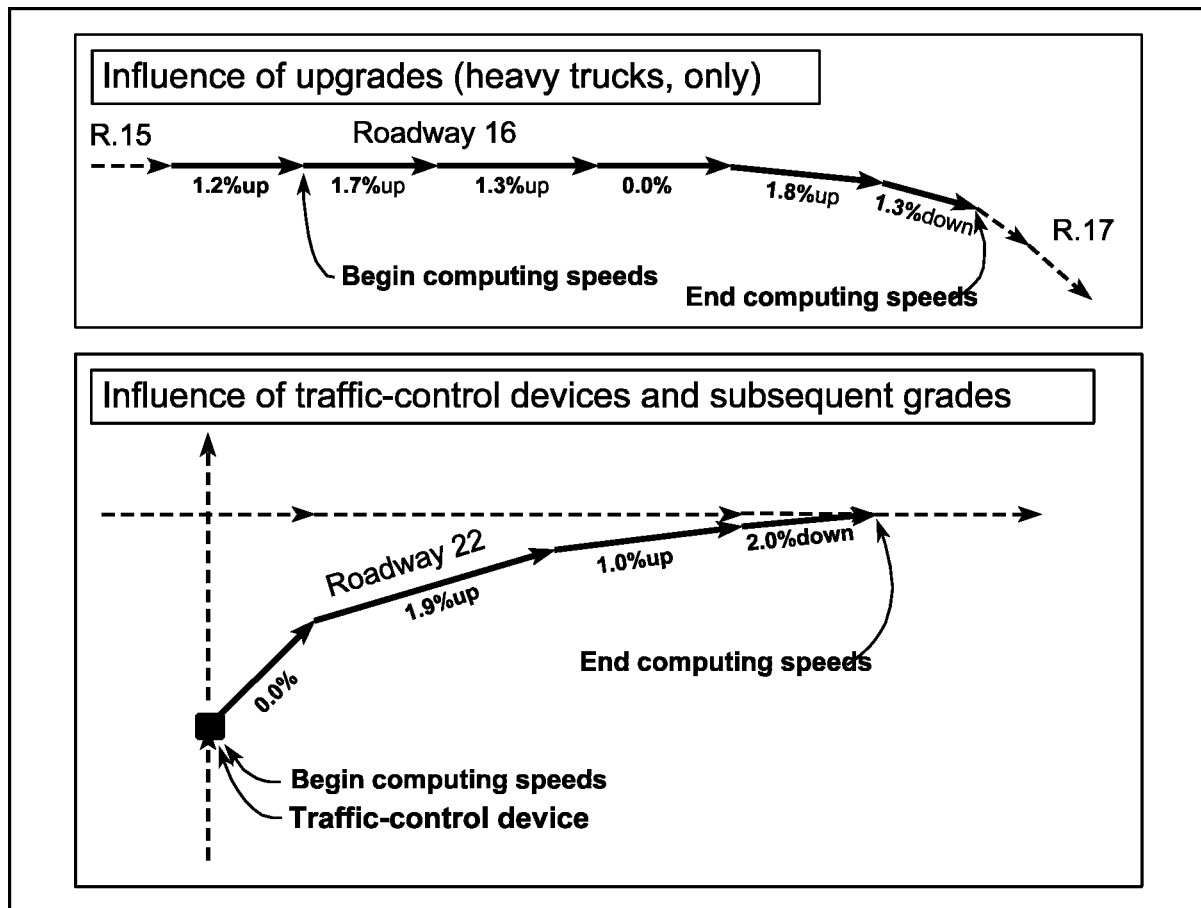 Influence of upgrades (heavy trucks, only)
R.15
Roadway 16
1.2%up
1.7%up
1.3%up
0.0%
1.8%up
1.3%down
R.17
Begin computing speeds
End computing speeds
Influence of traffic-control devices and subsequent grades
Roadway 22
0.0%
1.9%up
1.0%up
2.0%down
End computing speeds
Begin computing speeds
Traffic-control device